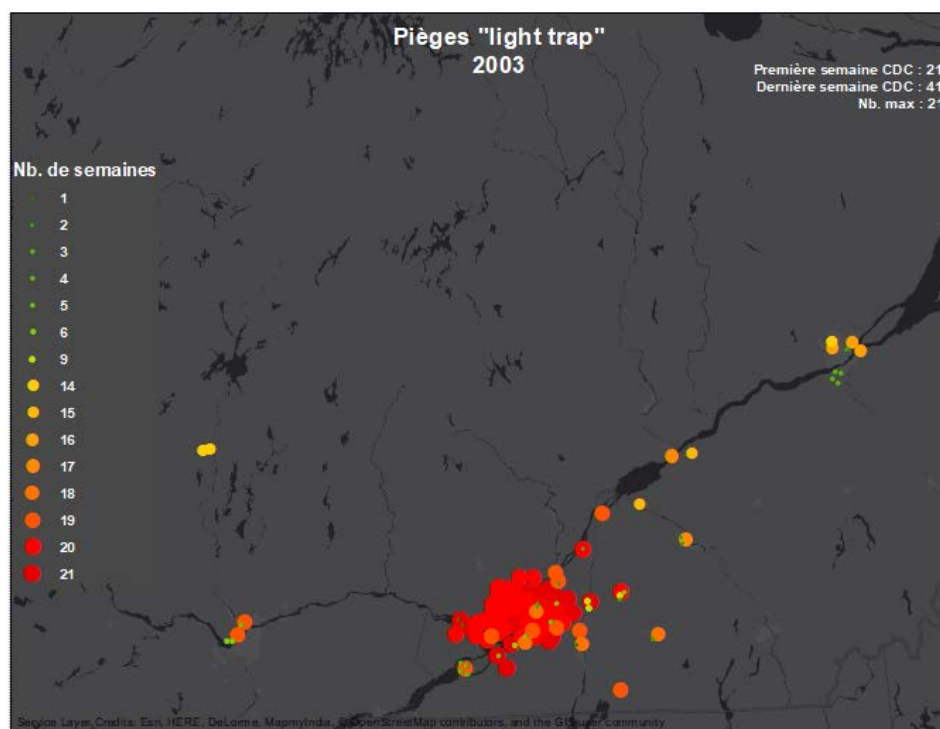 Pièges "light trap"
2003
Première semaine CDC : 21
Dernière semaine CDC : 41
Nb. max : 21
Nb. de semaines
1
2
3
4
5
6
9
14
15
16
17
18
19
20
21
Service Layer Credits: Esri, HERE, DeLorme, MapmyIndia, © OpenStreetMap contributors, and the GIS user community